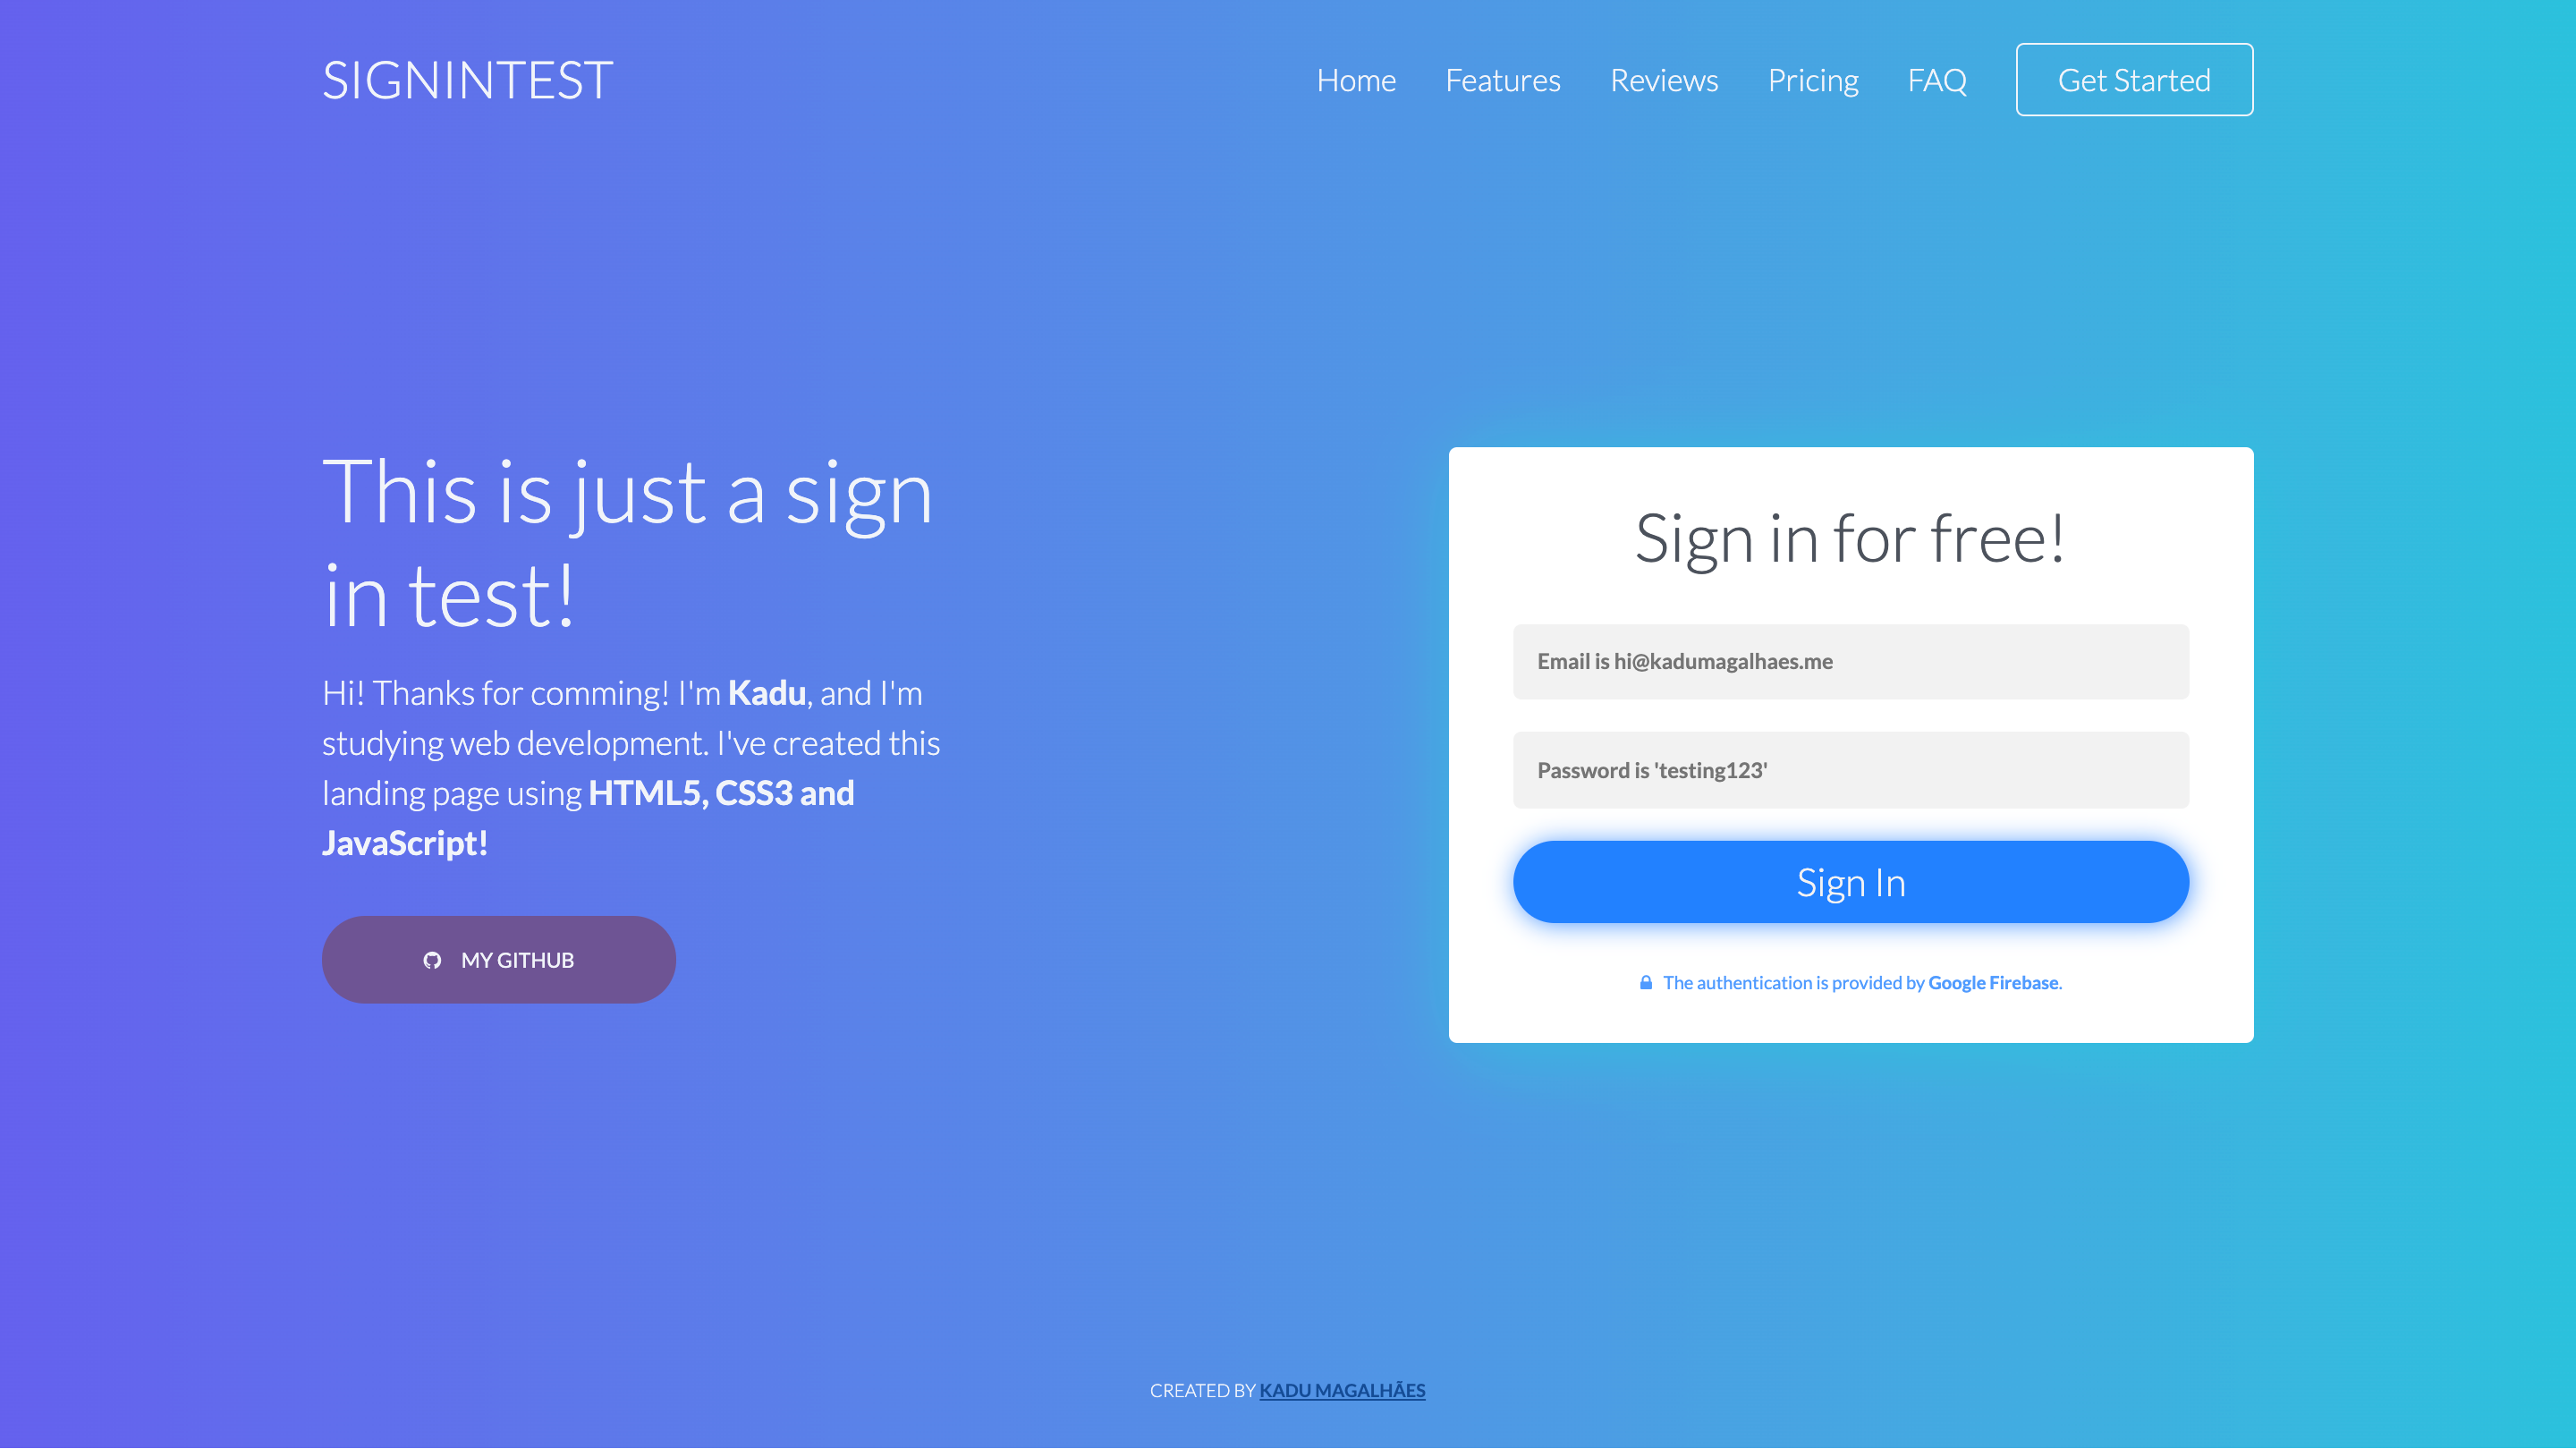 SIGNINTEST
Home
Features
Reviews
Pricing
FAQ
Get Started
This is just a sign
in test!
Hi! Thanks for comming! I'm Kadu, and I'm
studying web development. I've created this
landing page using HTML5, CSS3 and
JavaScript!
MY GITHUB
Sign in for free!
Email is hi@kadumagalhaes.me
Password is 'testing123'
Sign In
The authentication is provided by Google Firebase.
CREATED BY KADU MAGALHÃES